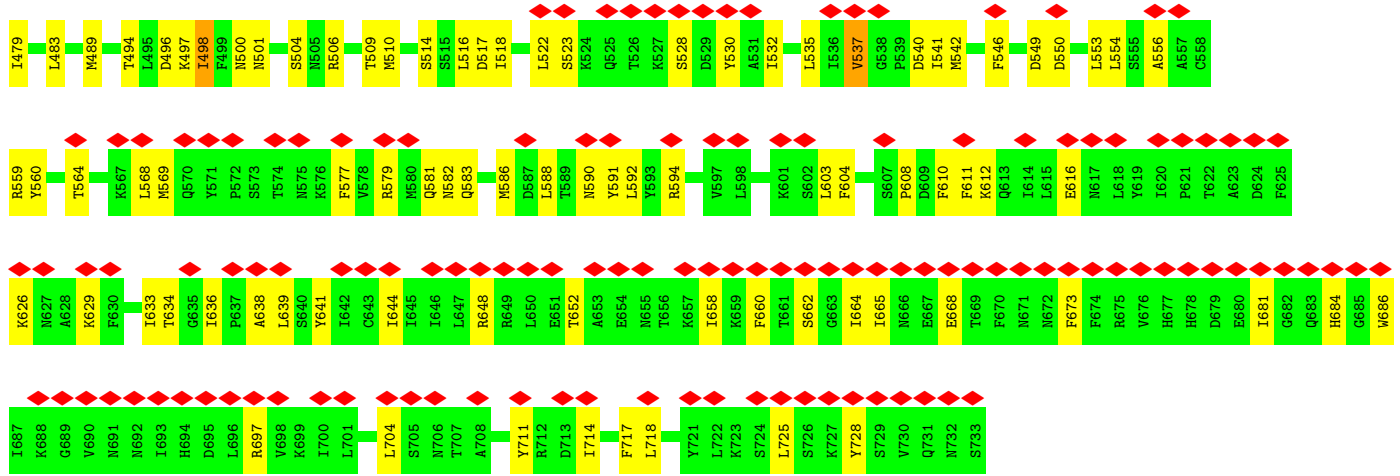 I479 L483 M489 T494 L495 D496 K497 I498 F499 N500 N501 S504 N505 R506 T509 M510 S514 S515 L516 D517 I518 L522 S523 K524 Q525 T526 K527 S528 D529 Y530 A531 I532 L535 I536 V537 G538 P539 D540 I541 M542 F546 D549 D550 L553 L554 S555 A556 A557 C558
R559 Y560 T564 K567 L568 M569 Q570 Y571 P572 S573 T574 N575 K576 F577 V578 R579 M580 Q581 N582 Q583 M586 D587 L588 T589 N590 Y591 L592 Y593 R594 V597 L598 K601 S602 L603 F604 S607 P608 D609 F610 F611 K612 Q613 I614 L615 E616 N617 L618 Y619 I620 P621 T622 A623 D624 F625
K626 N627 A628 K629 F630 I633 T634 G635 I636 P637 A638 L639 S640 Y641 I642 C643 I644 I645 I646 L647 R648 R649 L650 E651 T652 A653 E654 N655 T656 K657 I658 K659 F660 T661 S662 G663 I664 I665 N666 E667 E668 T669 F670 N671 N672 F673 F674 R675 V676 H677 H678 D679 E680 I681 G682 Q683 H684 G685 W686
I687 K688 G689 V690 N691 N692 I693 H694 D695 L696 R697 V698 K699 I700 L701 L704 S705 N706 T707 A708 Y711 R712 D713 I714 F717 L718 Y721 L722 K723 S724 L725 S726 K727 Y728 S729 V730 Q731 N732 S733